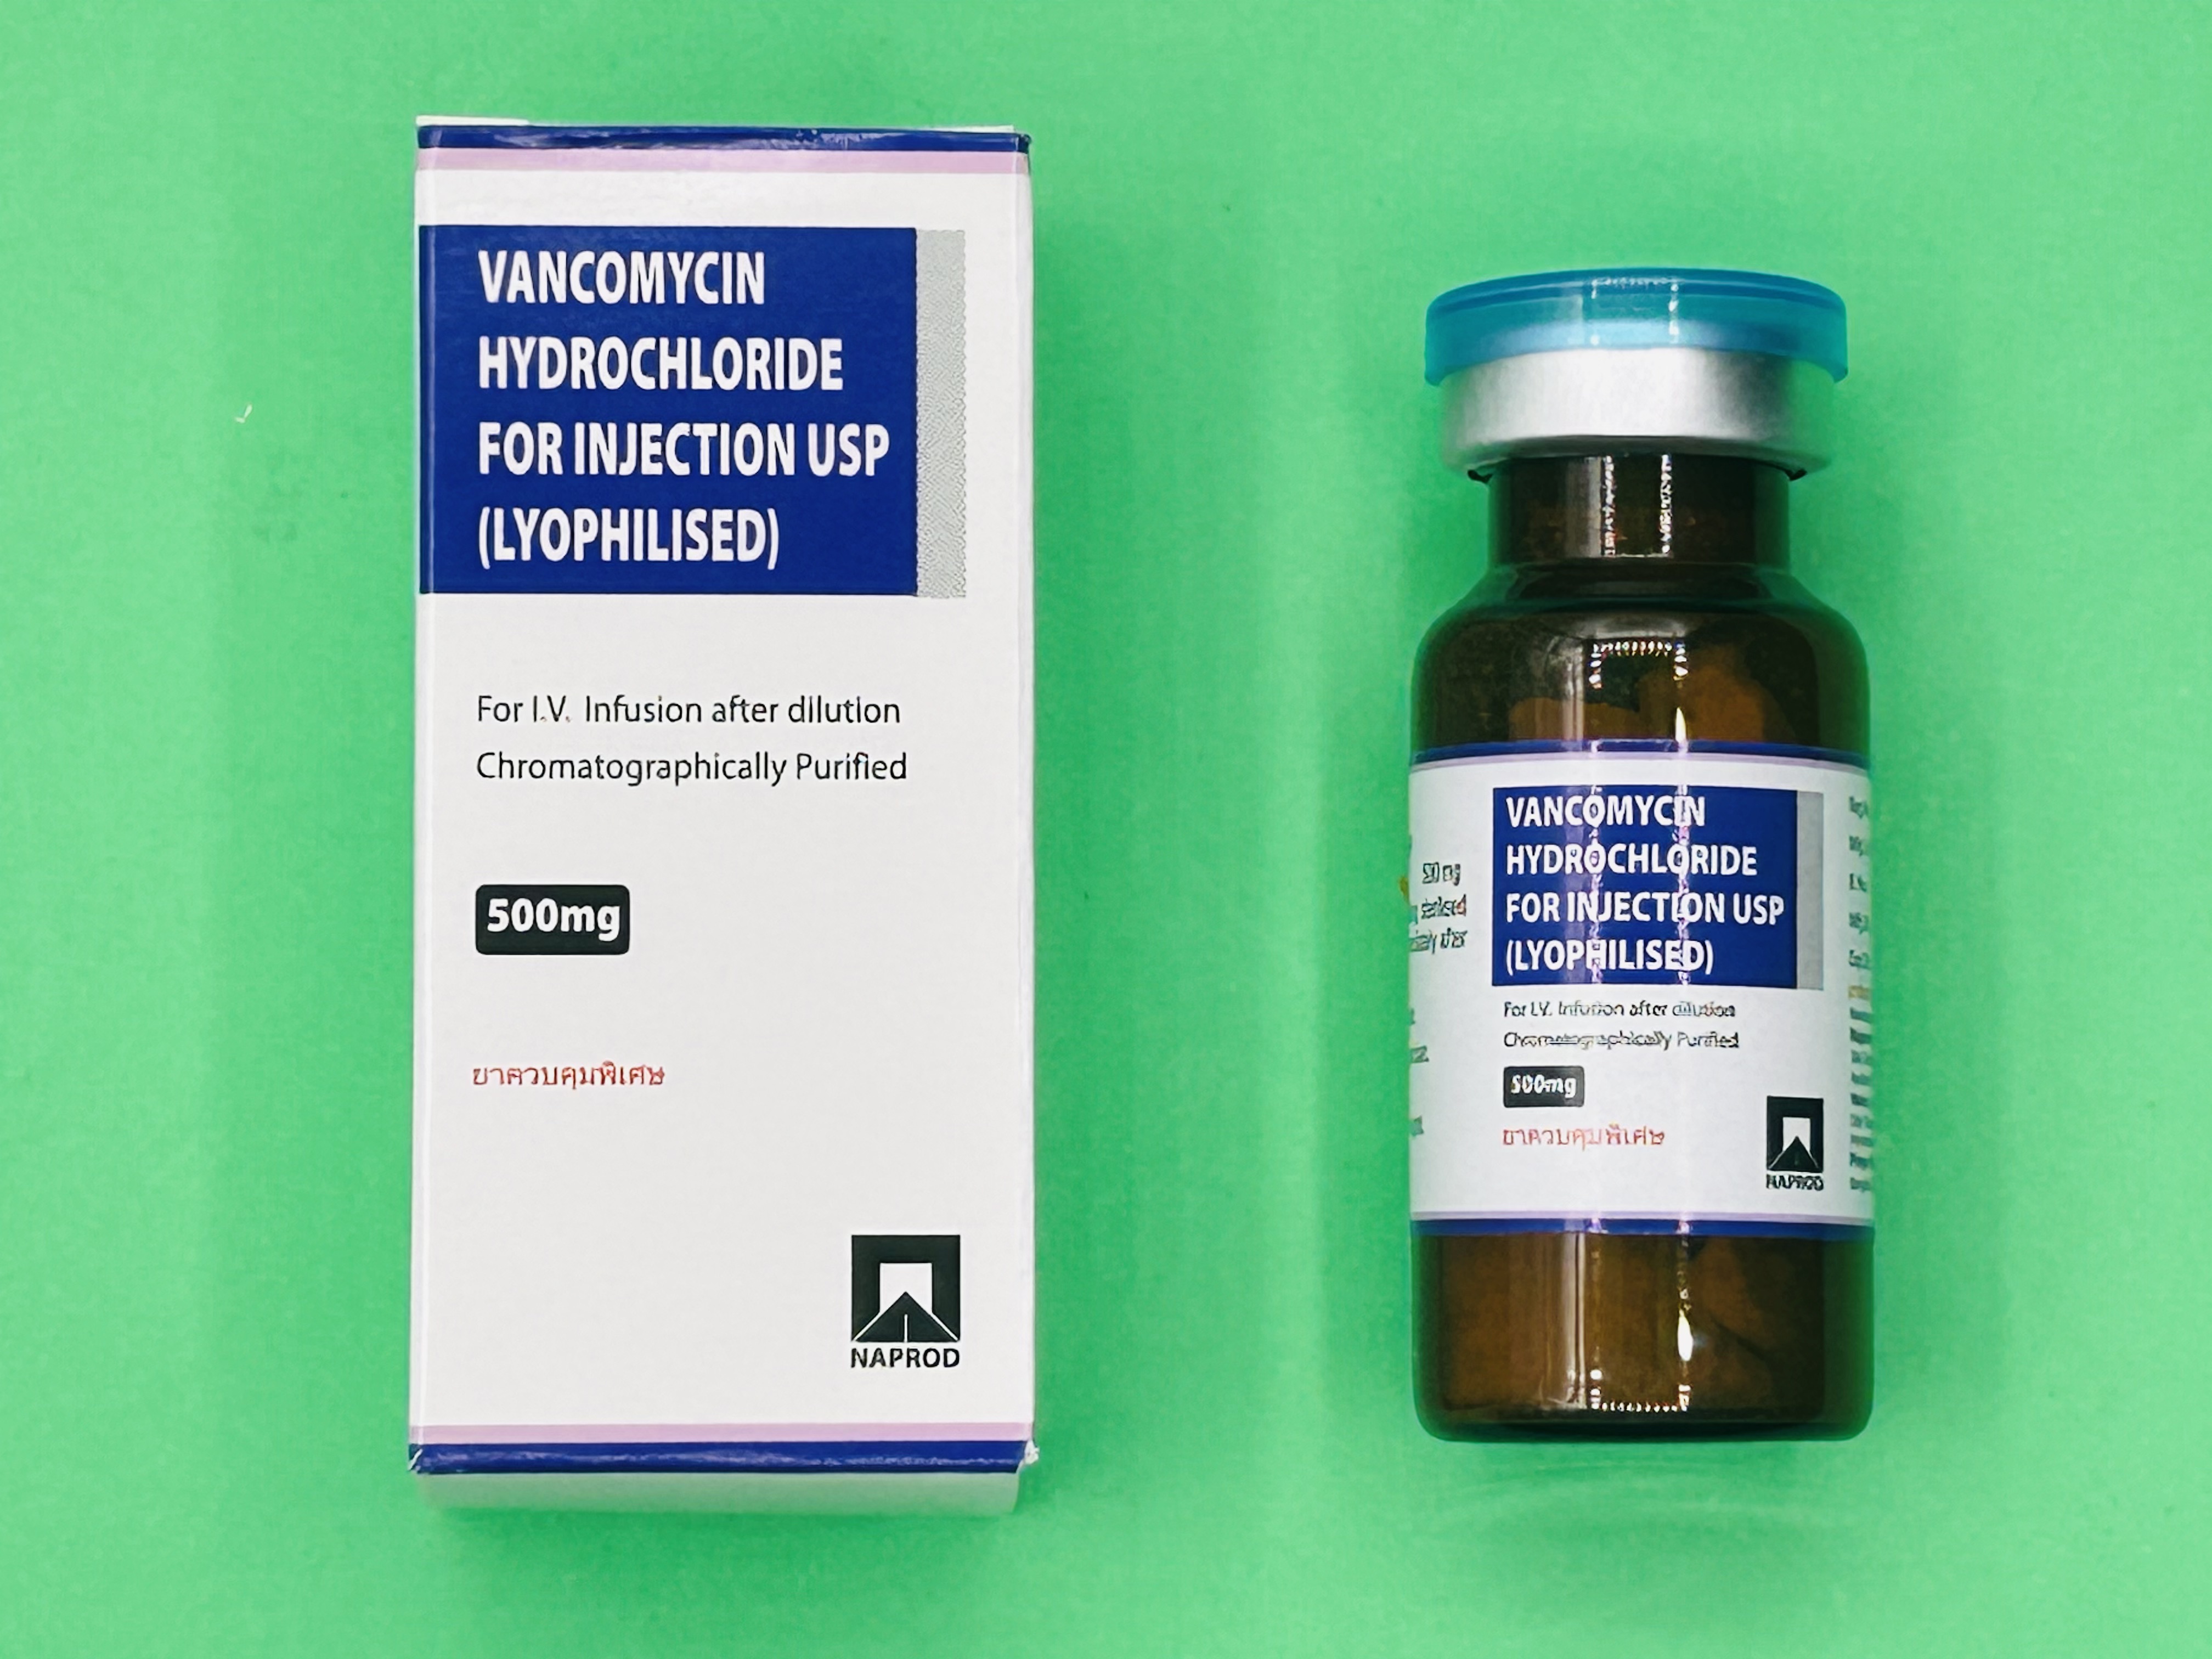 VANCOMYCIN
HYDROCHLORIDE
FOR INJECTION USP
(LYOPHILISED)
For I.V. Infusion after dilution
Chromatographically Purified
500mg
ยาควบคุมพิเศษ
NAPROD
VANCOMYCIN
HYDROCHLORIDE
FOR INJECTION USP
(LYOPHILISED)
For I.V. Infusion after dilution
Chromatographically Purified
500mg
ยาควบคุมพิเศษ
NAPROD